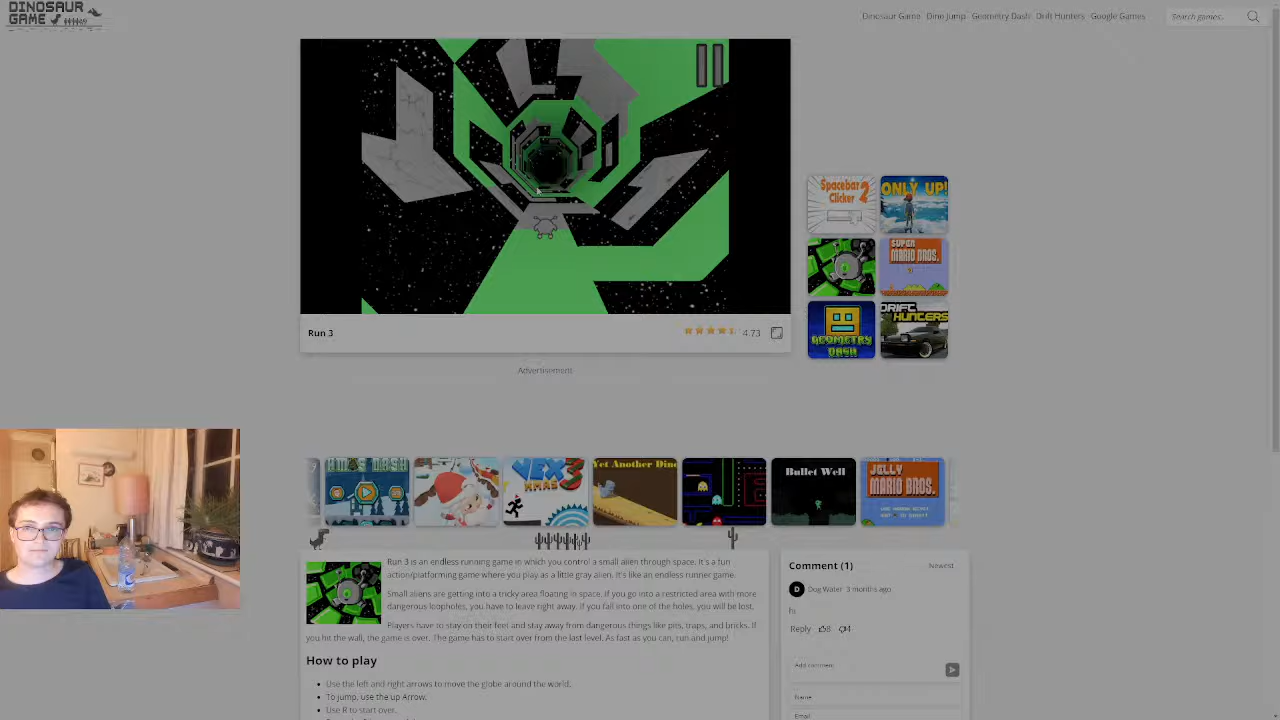 DINOSAUR
GAME
Dinosaur Game Dino Jump Geometry Dash Drift Hunters Google Games
Search games..
Spacebar
Clicker 2
ONLY UP!
SUPER
MARIO BROS.
GEOMETRY
DASH
DRIFT
HUNTERS
Run 3
4.73
Advertisement
DASH
VEX 3
XMAS
Yet Another Dino
Bullet Well
JELLY
MARIO BROS.
Run 3 is an endless running game in which you control a small alien through space. It's a fun
action/platforming game where you play as a little gray alien. It's like an endless runner game.
Small aliens are getting into a tricky area floating in space. If you go into a restricted area with more
dangerous loopholes, you have to leave right away. If you fall into one of the holes, you will be lost.
Players have to stay on their feet and stay away from dangerous things like pits, traps, and bricks. If
you hit the wall, the game is over. The game has to start over from the last level. As fast as you can, run and jump!
How to play
Use the left and right arrows to move the globe around the world.
To jump, use the up Arrow.
Use R to start over.
Comment (1)
Newest
D
Dog Water 3 months ago
hi
Reply 8 4
Add comment
Name
Email